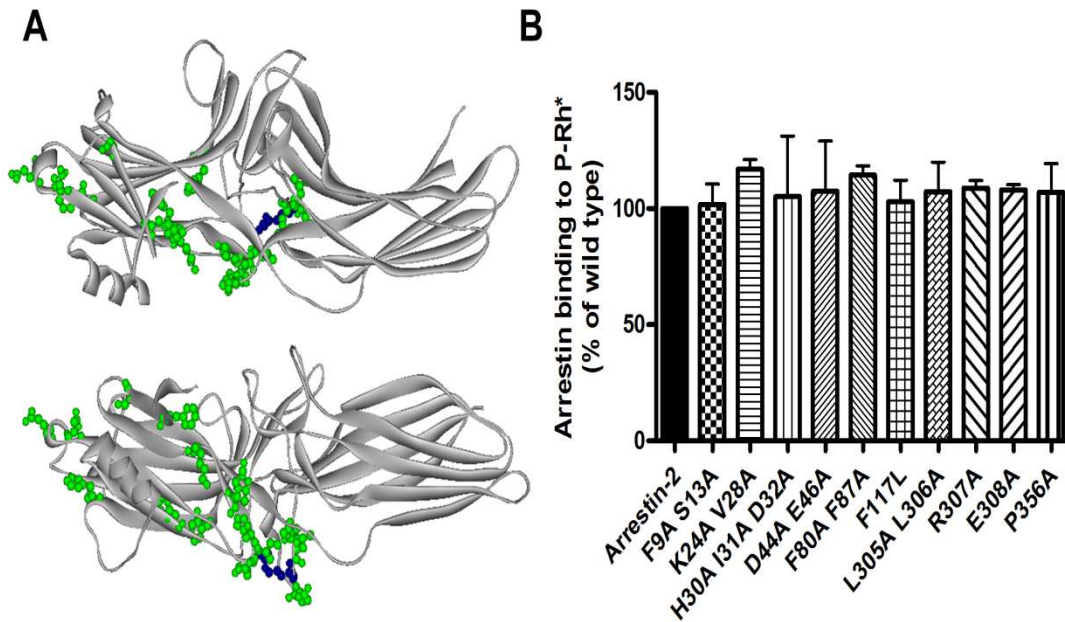 A
B
Arrestin binding to P-Rh*
(% of wild type)
150
100
50
0
Arrestin-2
F9A S13A
K24A V28A
H30A I31A D32A
D44A E46A
F80A F87A
F117L
L305A L306A
R307A
E308A
P356A